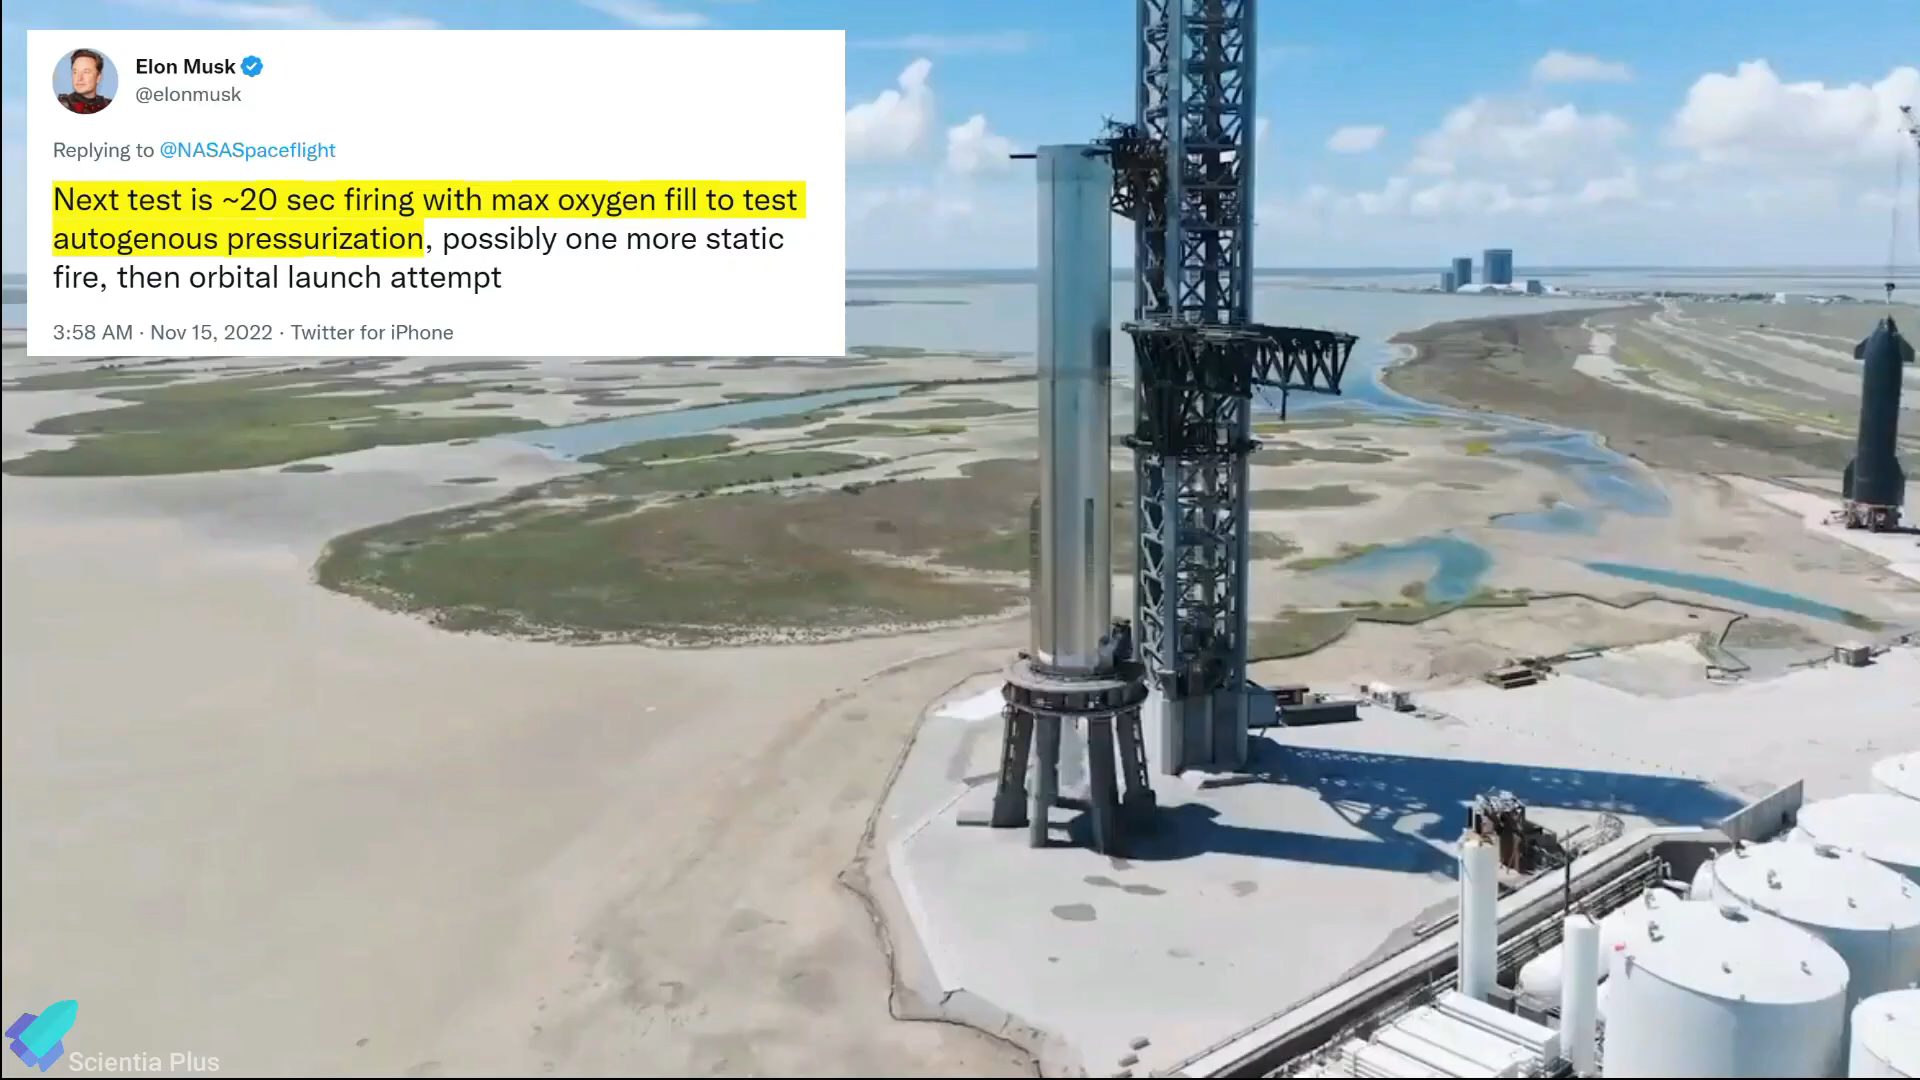 Elon Musk
@elonmusk
Replying to @NASASpaceflight
Next test is ~20 sec firing with max oxygen fill to test
autogenous pressurization, possibly one more static
fire, then orbital launch attempt
3:58 AM · Nov 15, 2022 · Twitter for iPhone
Scientia Plus